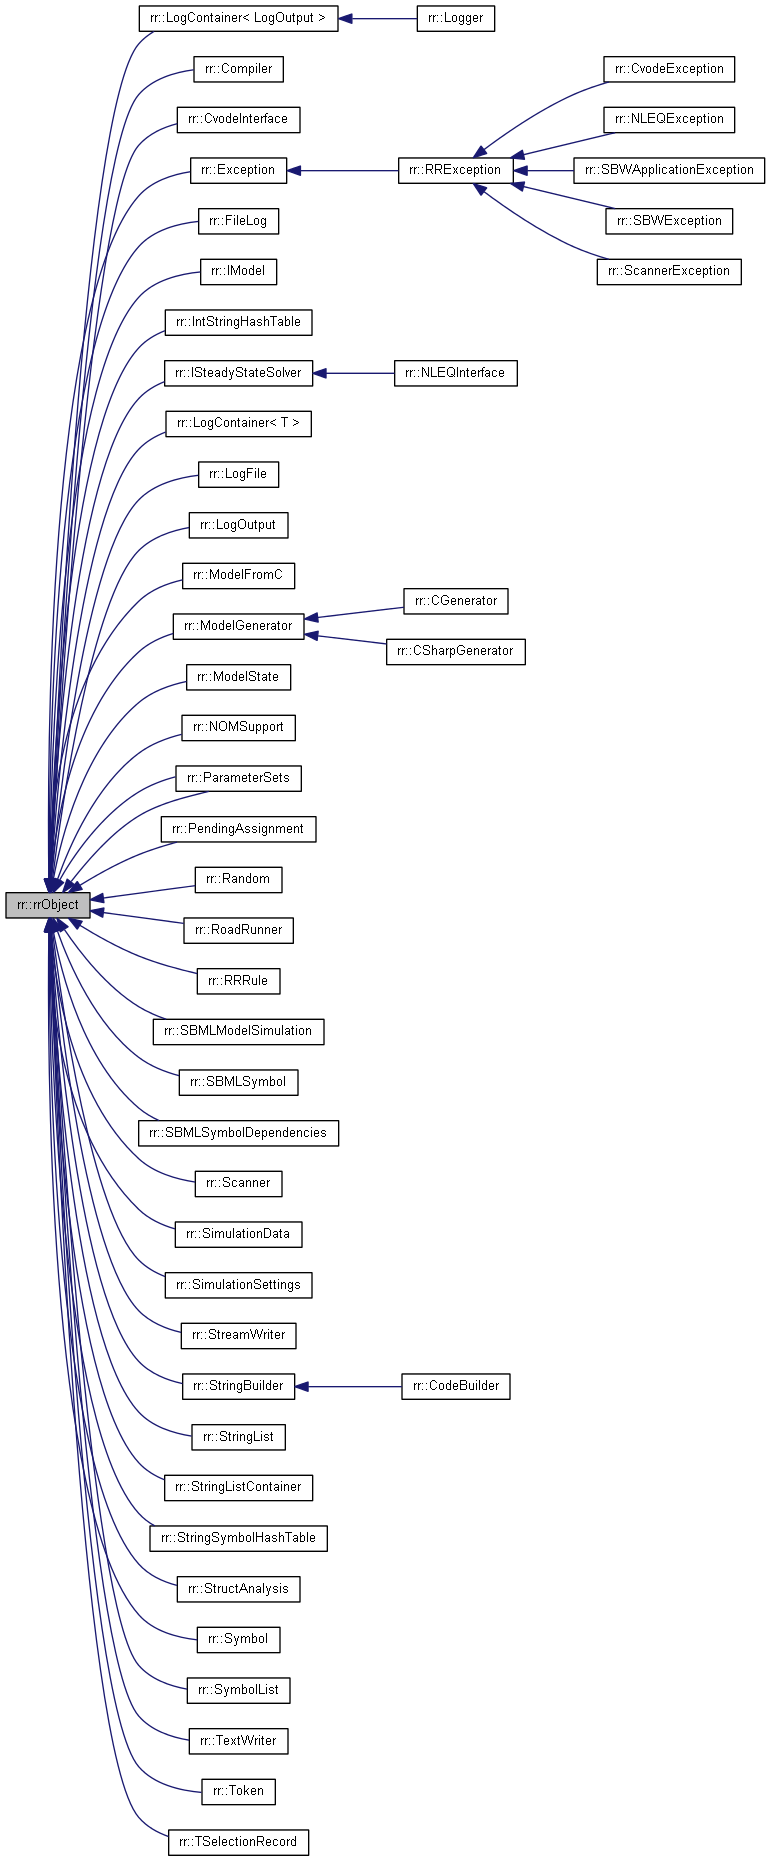 rr::LogContainer< LogOutput >
rr::Logger
rr::Compiler
rr::CvodeException
rr::CvodeInterface
rr::NLEQException
rr::Exception
rr::RRException
rr::SBWApplicationException
rr::FileLog
rr::SBWException
rr::IModel
rr::ScannerException
rr::IntStringHashTable
rr::ISteadyStateSolver
rr::NLEQInterface
rr::LogContainer< T >
rr::LogFile
rr::LogOutput
rr::ModelFromC
rr::CGenerator
rr::ModelGenerator
rr::CSharpGenerator
rr::ModelState
rr::NOMSupport
rr::ParameterSets
rr::PendingAssignment
rr::Random
rr::rrObject
rr::RoadRunner
rr::RRRule
rr::SBMLModelSimulation
rr::SBMLSymbol
rr::SBMLSymbolDependencies
rr::Scanner
rr::SimulationData
rr::SimulationSettings
rr::StreamWriter
rr::StringBuilder
rr::CodeBuilder
rr::StringList
rr::StringListContainer
rr::StringSymbolHashTable
rr::StructAnalysis
rr::Symbol
rr::SymbolList
rr::TextWriter
rr::Token
rr::TSelectionRecord